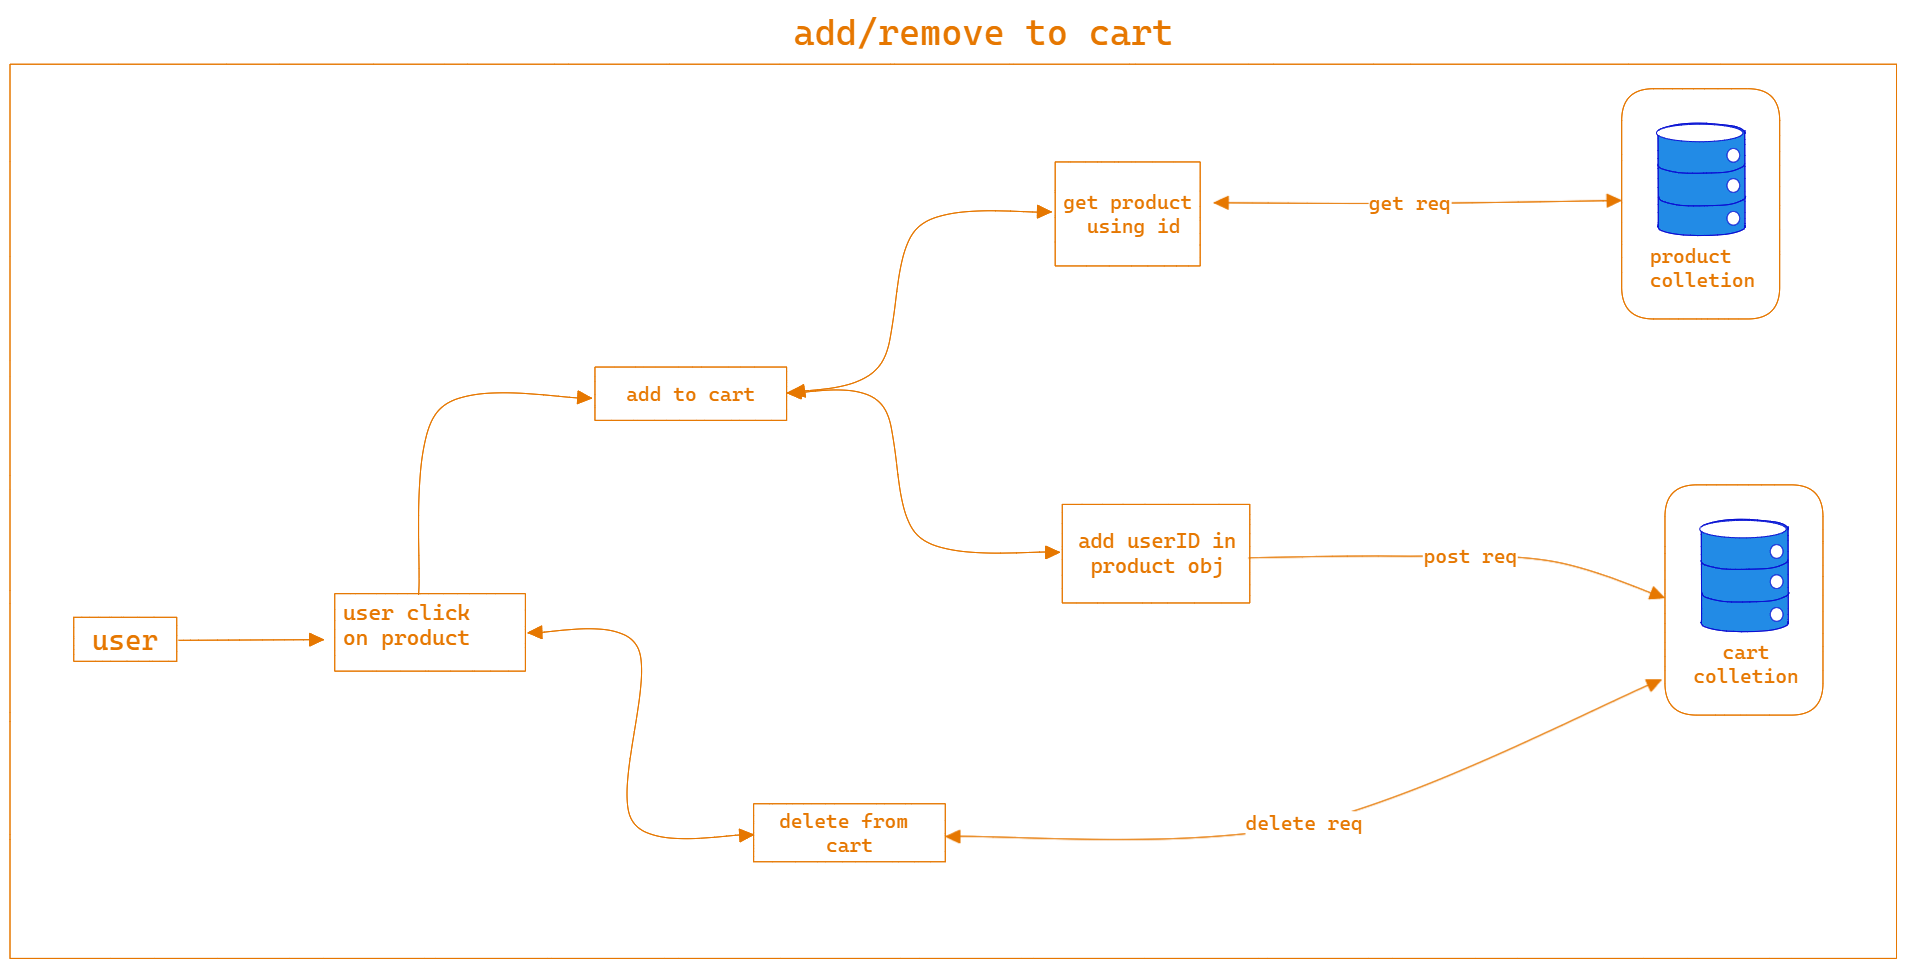 add/remove to cart
get product
using id
get req
product
colletion
add to cart
add userID in
product obj
post req
cart
colletion
user
user click
on product
delete from
cart
delete req